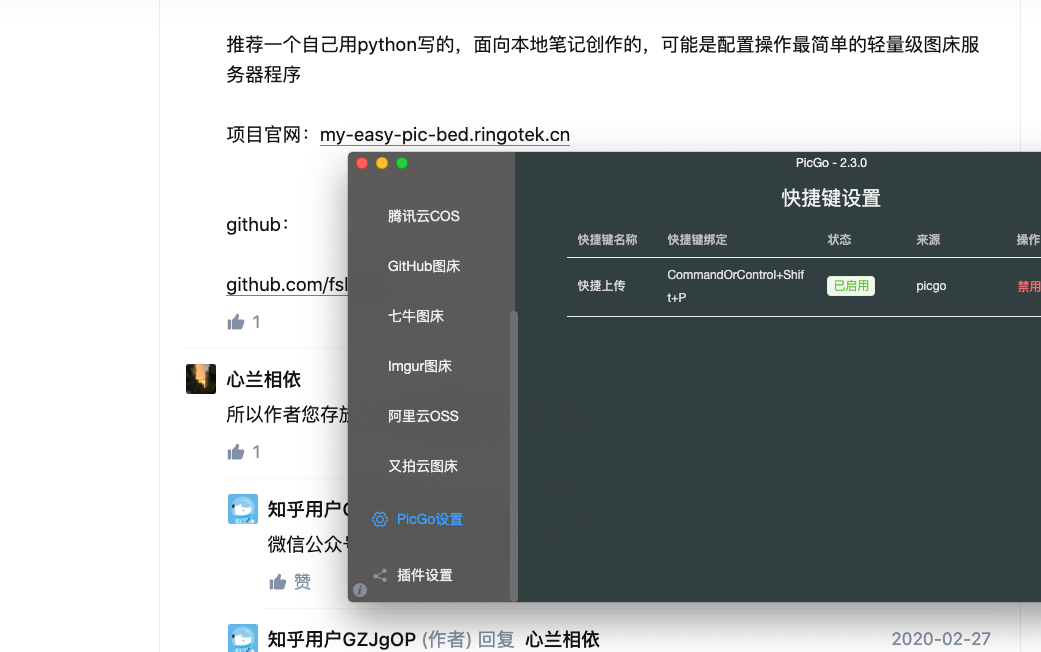 推荐一个自己用python写的，面向本地笔记创作的，可能是配置操作最简单的轻量级图床服
务器程序
项目官网：my-easy-pic-bed.ringotek.cn
github：
github.com/fsl
1
心兰相依
所以作者您存放
1
知乎用户G
微信公众号
赞
知乎用户GZJgOP (作者) 回复 心兰相依
2020-02-27
PicGo - 2.3.0
腾讯云COS
GitHub图床
七牛图床
Imgur图床
阿里云OSS
又拍云图床
PicGo设置
插件设置
快捷键设置
快捷键名称 快捷键绑定 状态 来源 操作
快捷上传 CommandOrControl+Shif 已启用 picgo 禁用
t+P